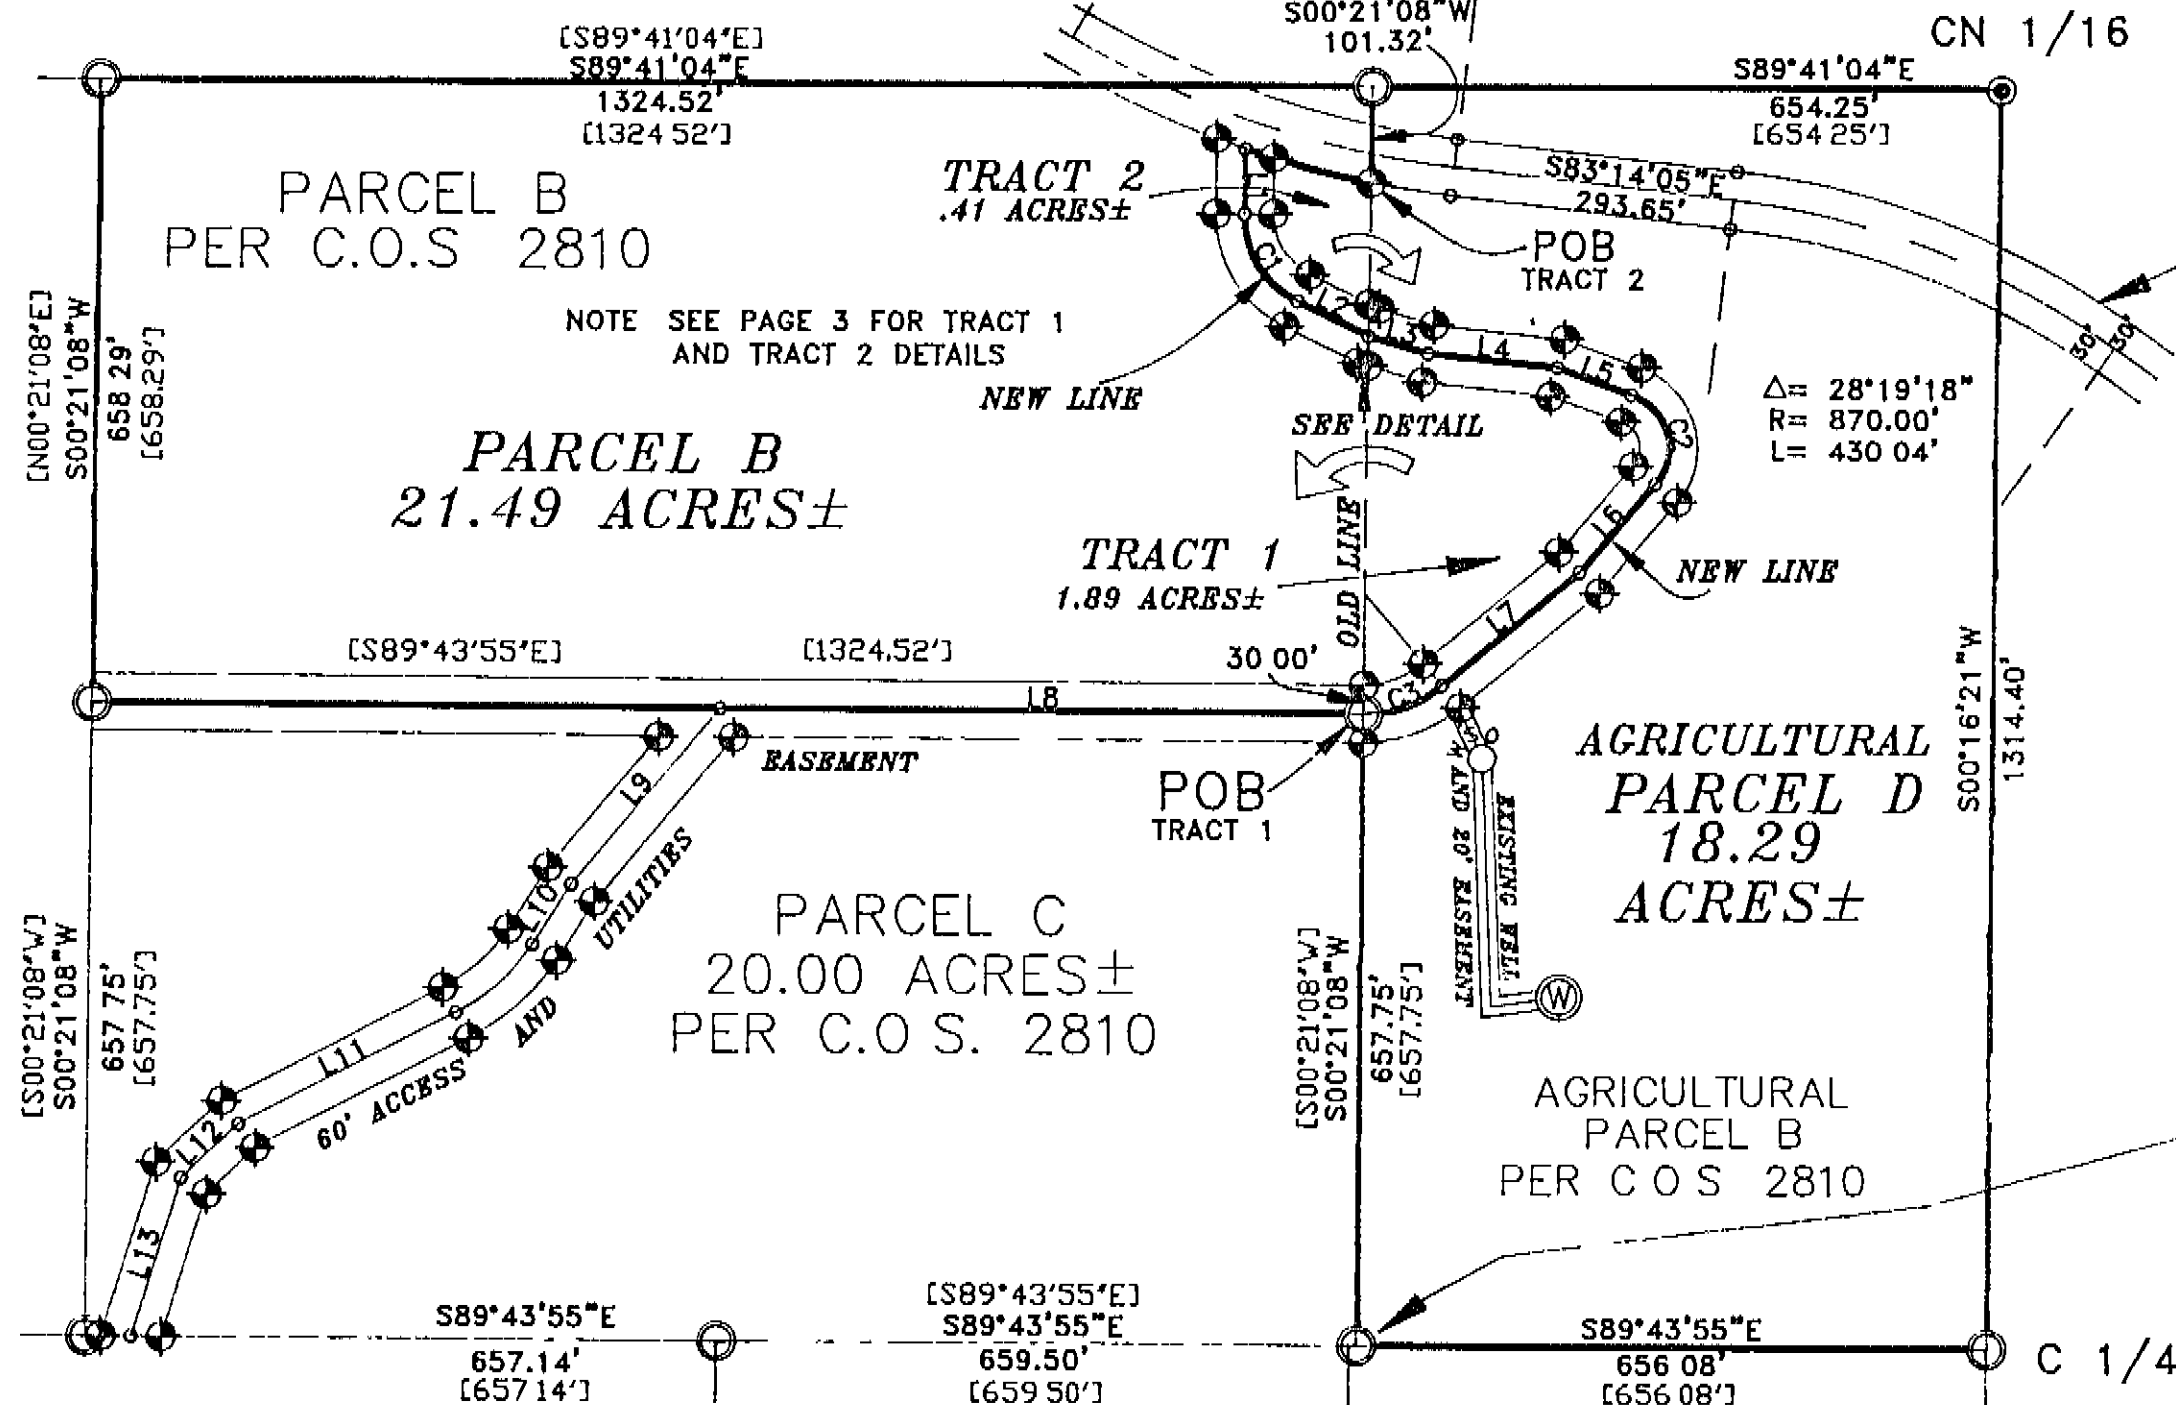 [S89°41'04"E]
S89°41'04"E
1324.52'
[1324 52']
S00°21'08"W
101.32'
CN 1/16
S89°41'04"E
654.25'
[654 25']
PARCEL B
PER C.O.S 2810
TRACT 2
.41 ACRES±
S83°14'05"E
293.65'
POB
TRACT 2
L1
C1
L2
L3
L4
L5
C2
L6
L7
C3
NOTE SEE PAGE 3 FOR TRACT 1
AND TRACT 2 DETAILS
NEW LINE
SEE DETAIL
30'
30'
Δ= 28°19'18"
R= 870.00'
L= 430 04'
[N00°21'08"E]
S00°21'08"W
658 29'
[658.29']
PARCEL B
21.49 ACRES±
OLD LINE
TRACT 1
1.89 ACRES±
NEW LINE
[S89°43'55"E]
[1324.52']
30 00'
L8
S00°16'21"W
1314.40'
EASEMENT
POB
TRACT 1
AGRICULTURAL
PARCEL D
18.29
ACRES±
W30
EXISTING WELL
AND 20' EASEMENT
W
L9
L10
L11
L12
L13
60' ACCESS
AND
UTILITIES
PARCEL C
20.00 ACRES±
PER C.O S. 2810
[S00°21'08"W]
S00°21'08"W
657 75'
[657.75']
[S00°21'08"W]
S00°21'08"W
657.75'
[657.75']
AGRICULTURAL
PARCEL B
PER C O S 2810
S89°43'55"E
657.14'
[657 14']
[S89°43'55"E]
S89°43'55"E
659.50'
[659 50']
S89°43'55"E
656 08'
[656 08']
C 1/4